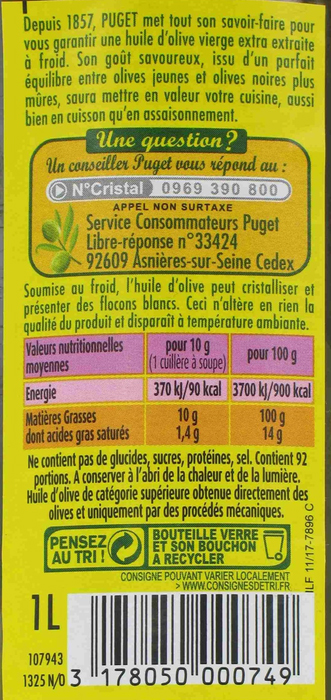 Depuis 1857, PUGET met tout son savoir-faire pour
vous garantir une huile d'olive vierge extra extraite
à froid. Son goût savoureux, issu d'un parfait
équilibre entre olives jeunes et olives noires plus
mûres, saura mettre en valeur votre cuisine, aussi
bien en cuisson qu'en assaisonnement.
Une question?
Un conseiller Puget vous répond au :
N°Cristal 0969 390 800
APPEL NON SURTAXE
Service Consommateurs Puget
Libre-réponse n°33424
92609 Asnières-sur-Seine Cedex
Soumise au froid, l'huile d'olive peut cristalliser et
présenter des flocons blancs. Ceci n'altère en rien la
qualité du produit et disparaît à température ambiante.
Valeurs nutritionnelles moyennes pour 10 g (1 cuillère à soupe) pour 100 g
Energie 370 kJ/90 kcal 3700 kJ/900 kcal
Matières Grasses 10 g 100 g
dont acides gras saturés 1,4 g 14 g
Ne contient pas de glucides, sucres, protéines, sel. Contient 92
portions. A conserver à l'abri de la chaleur et de la lumière.
Huile d'olive de catégorie supérieure obtenue directement des
olives et uniquement par des procédés mécaniques.
PENSEZ
AU TRI !
BOUTEILLE VERRE
ET SON BOUCHON
A RECYCLER
CONSIGNE POUVANT VARIER LOCALEMENT
> WWW.CONSIGNESDETRI.FR
ILF 11/17-7896 C
1L
107943
1325 N/O
3 178050 000749